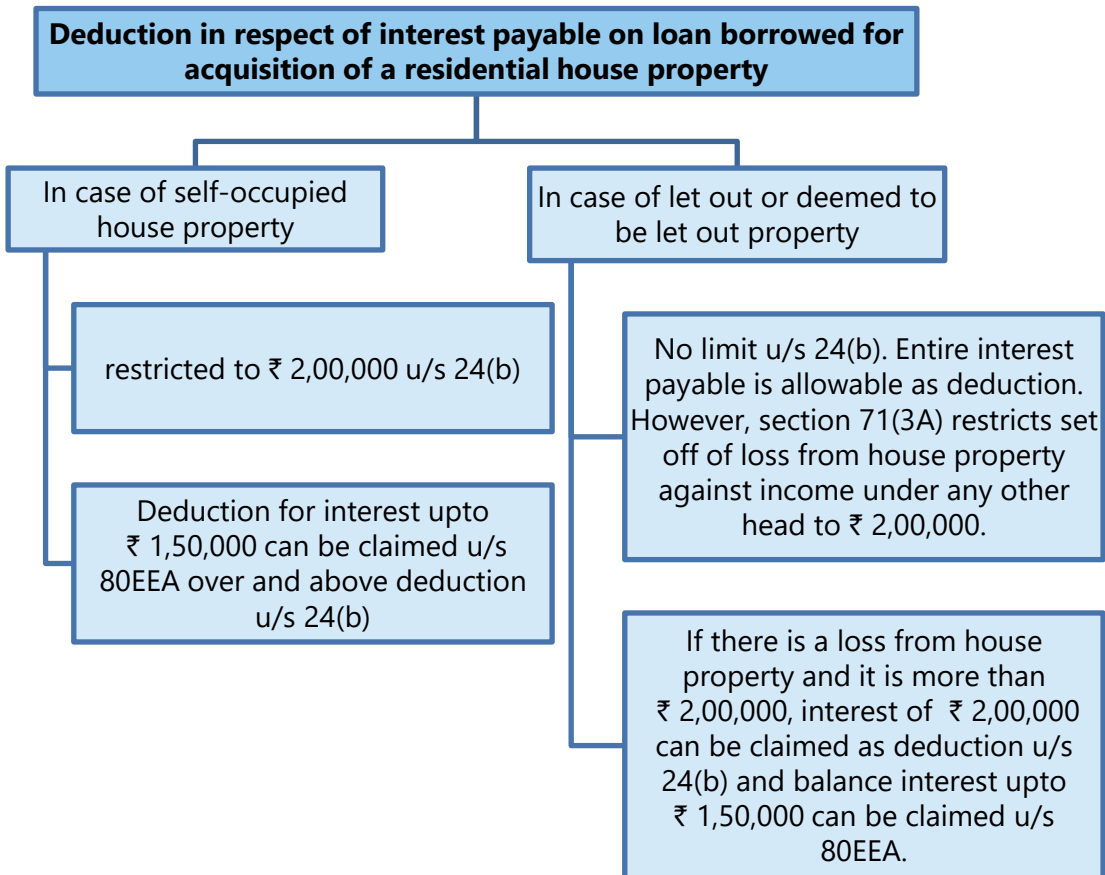 Deduction in respect of interest payable on loan borrowed for
acquisition of a residential house property
In case of self-occupied
house property
restricted to ₹ 2,00,000 u/s 24(b)
Deduction for interest upto
₹ 1,50,000 can be claimed u/s
80EEA over and above deduction
u/s 24(b)
In case of let out or deemed to
be let out property
No limit u/s 24(b). Entire interest
payable is allowable as deduction.
However, section 71(3A) restricts set
off of loss from house property
against income under any other
head to ₹ 2,00,000.
If there is a loss from house
property and it is more than
₹ 2,00,000, interest of ₹ 2,00,000
can be claimed as deduction u/s
24(b) and balance interest upto
₹ 1,50,000 can be claimed u/s
80EEA.